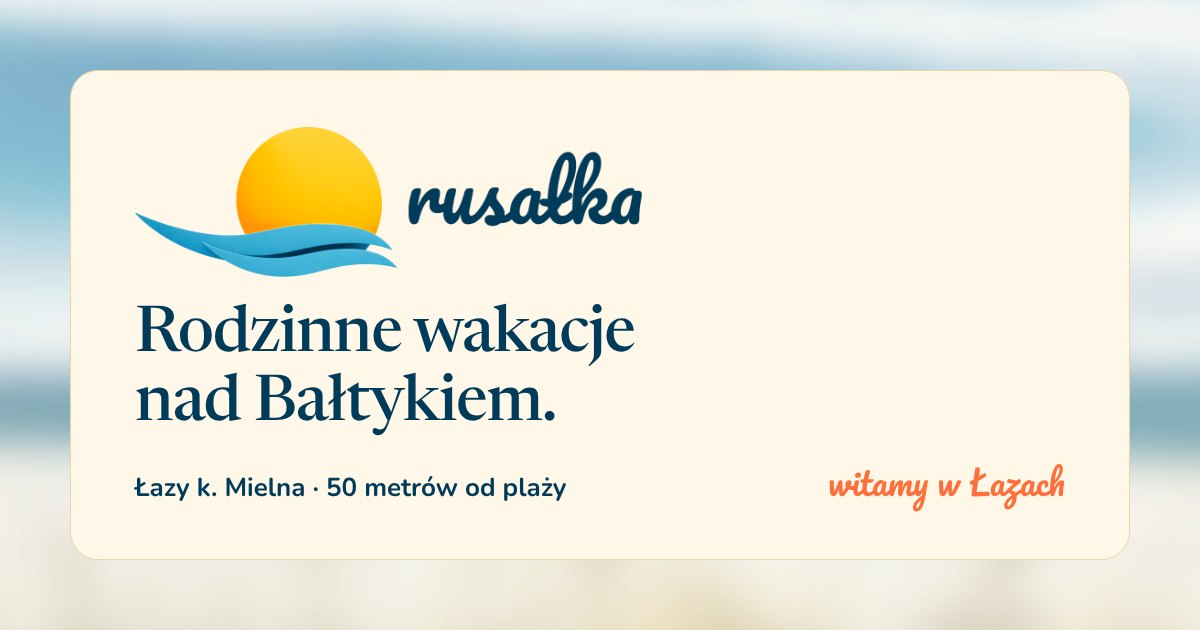 rusałka
Rodzinne wakacje
nad Bałtykiem.
Łazy k. Mielna · 50 metrów od plaży
witamy w Łazach